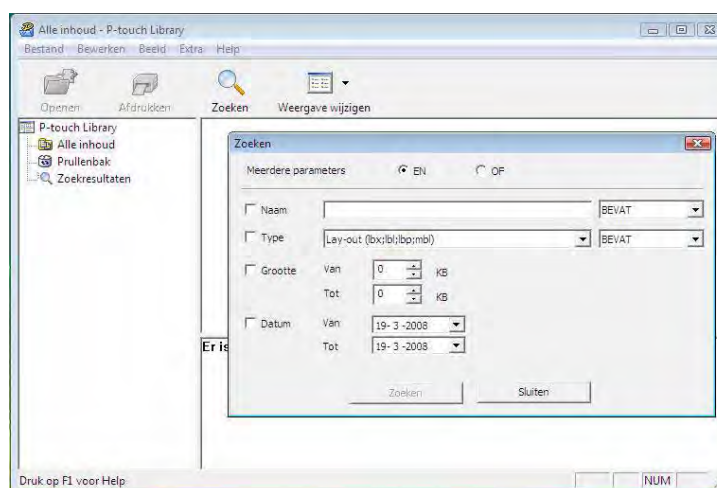 Alle inhoud - P-touch Library
Bestand Bewerken Beeld Extra Help
Openen Afdrukken Zoeken Weergave wijzigen
P-touch Library
Alle inhoud
Prullenbak
Zoekresultaten
Zoeken
Meerdere parameters EN OF
Naam BEVAT
Type Lay-out (lbx;lbl;lbp;mbl) BEVAT
Grootte Van 0 KB
Tot 0 KB
Datum Van 19- 3 -2008
Tot 19- 3 -2008
Er is
Zoeken Sluiten
Druk op F1 voor Help NUM